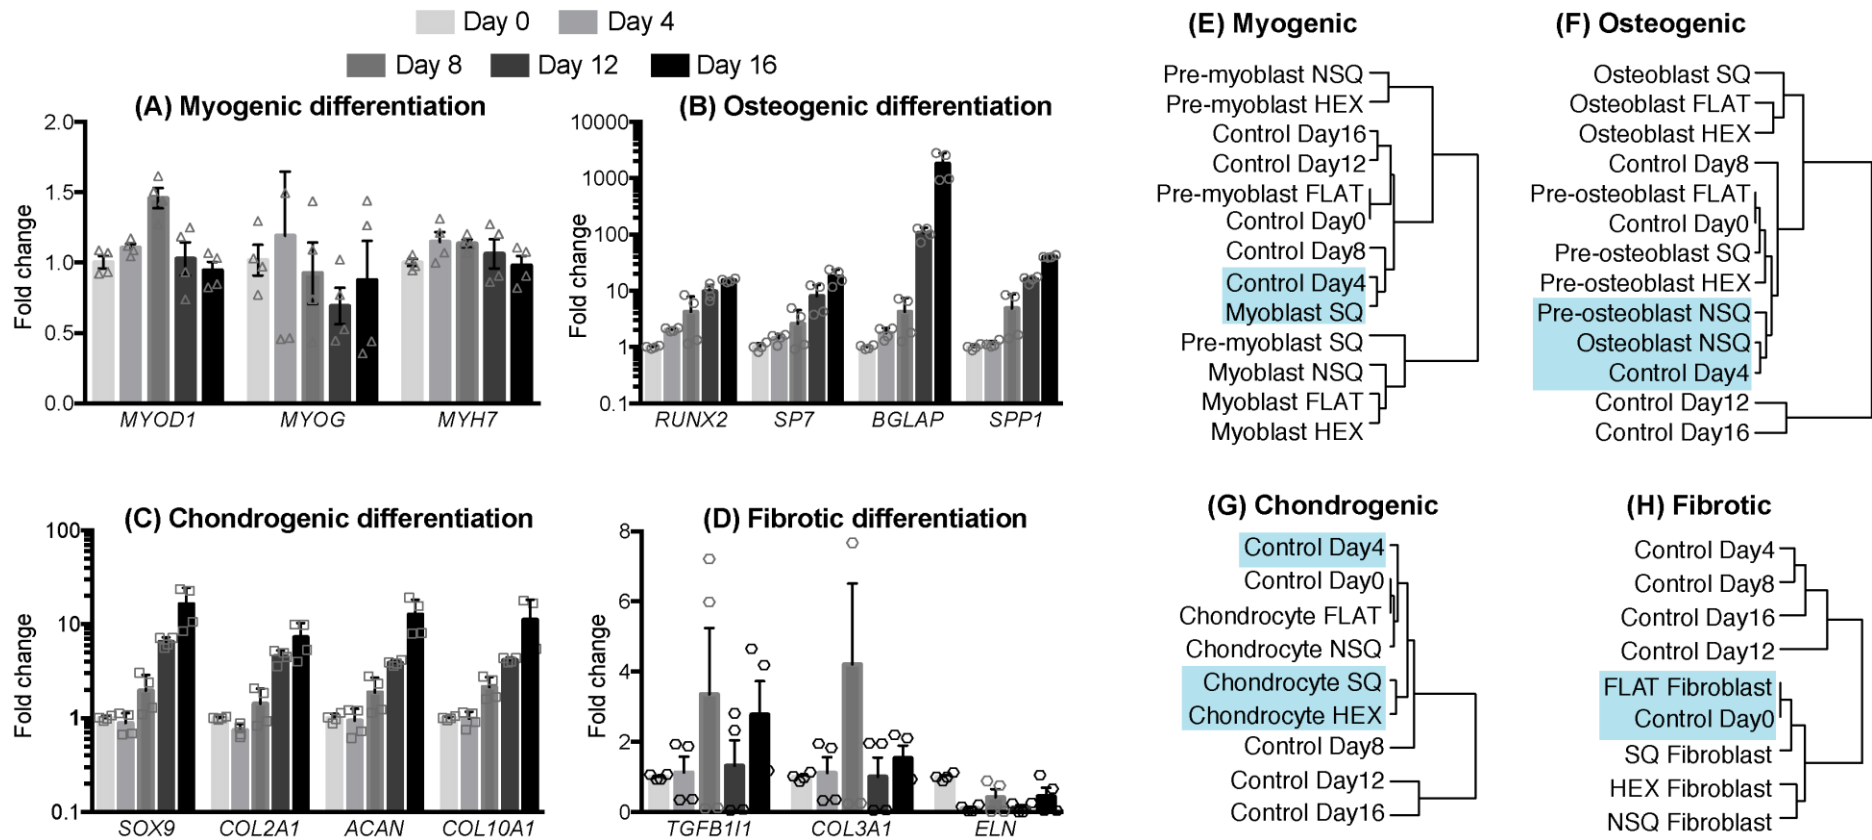 Day 0 Day 4
Day 8 Day 12 Day 16
(A) Myogenic differentiation
2.0
1.5
1.0
0.5
0.0
Fold change
MYOD1 MYOG MYH7
(B) Osteogenic differentiation
10000
1000
100
10
1
0.1
Fold change
RUNX2 SP7 BGLAP SPP1
(C) Chondrogenic differentiation
100
10
1
0.1
Fold change
SOX9 COL2A1 ACAN COL10A1
(D) Fibrotic differentiation
8
6
4
2
0
Fold change
TGFB1I1 COL3A1 ELN
(E) Myogenic
Pre-myoblast NSQ
Pre-myoblast HEX
Control Day16
Control Day12
Pre-myoblast FLAT
Control Day0
Control Day8
Control Day4
Myoblast SQ
Pre-myoblast SQ
Myoblast NSQ
Myoblast FLAT
Myoblast HEX
(F) Osteogenic
Osteoblast SQ
Osteoblast FLAT
Osteoblast HEX
Control Day8
Pre-osteoblast FLAT
Control Day0
Pre-osteoblast SQ
Pre-osteoblast HEX
Pre-osteoblast NSQ
Osteoblast NSQ
Control Day4
Control Day12
Control Day16
(G) Chondrogenic
Control Day4
Control Day0
Chondrocyte FLAT
Chondrocyte NSQ
Chondrocyte SQ
Chondrocyte HEX
Control Day8
Control Day12
Control Day16
(H) Fibrotic
Control Day4
Control Day8
Control Day16
Control Day12
FLAT Fibroblast
Control Day0
SQ Fibroblast
HEX Fibroblast
NSQ Fibroblast